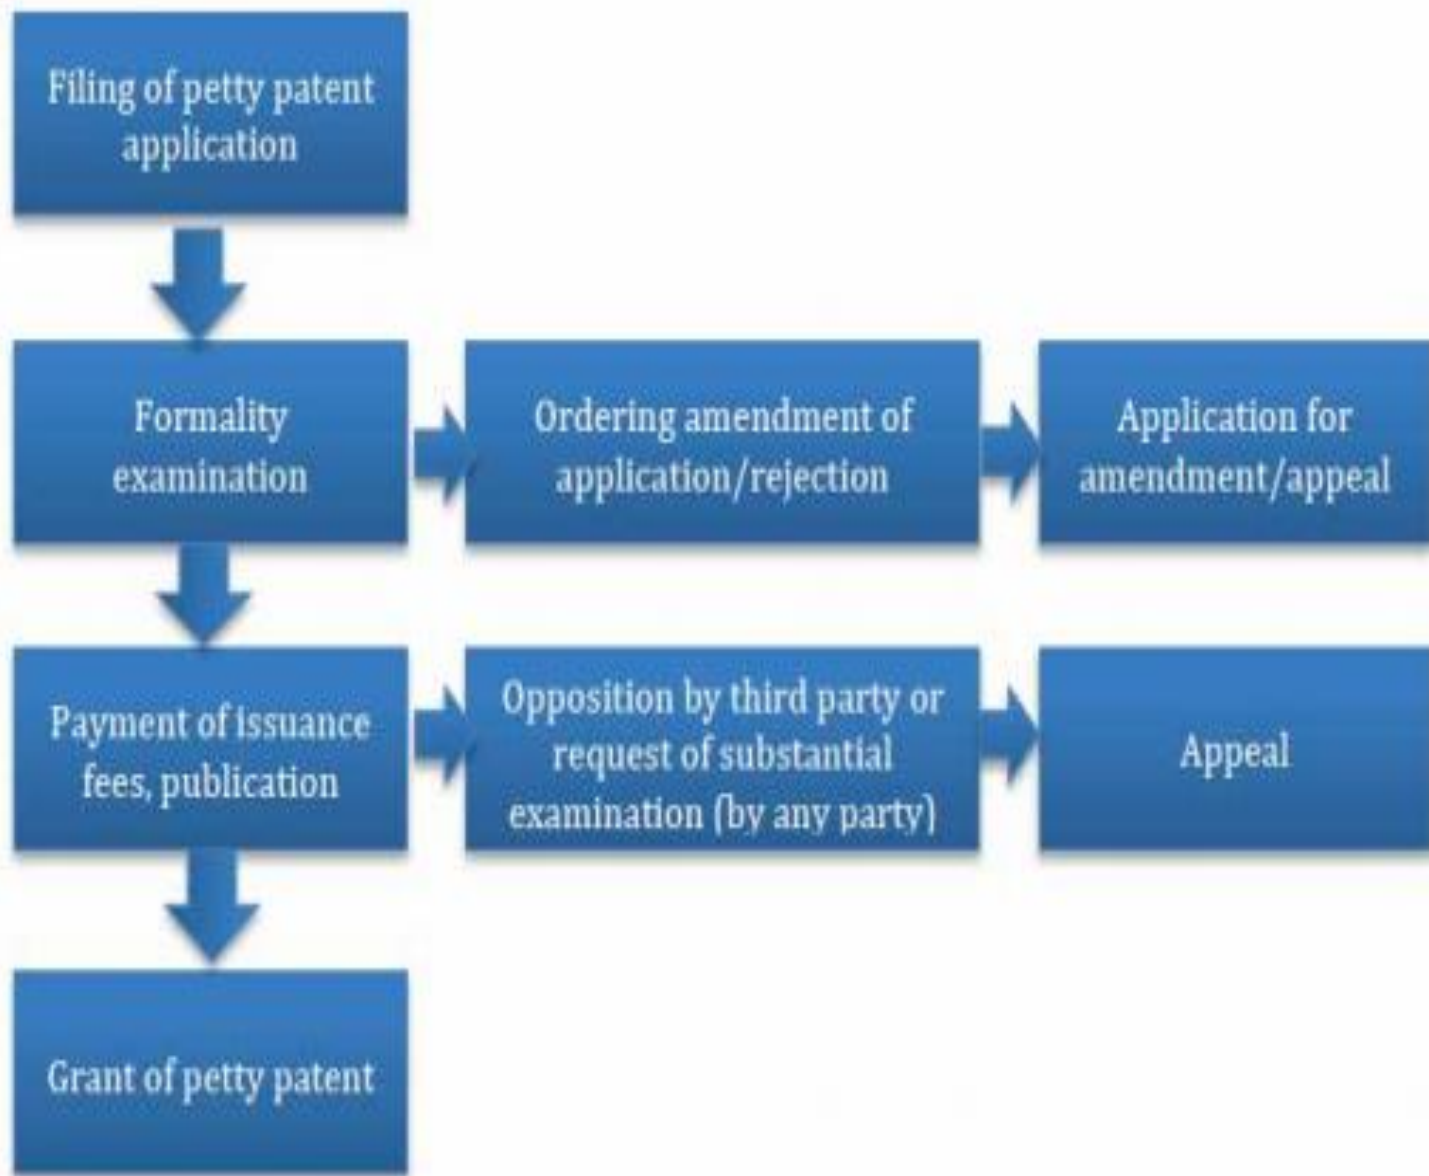 Filing of petty patent
application
Formality
examination
Ordering amendment of
application/rejection
Application for
amendment/appeal
Payment of issuance
fees, publication
Opposition by third party or
request of substantial
examination (by any party)
Appeal
Grant of petty patent